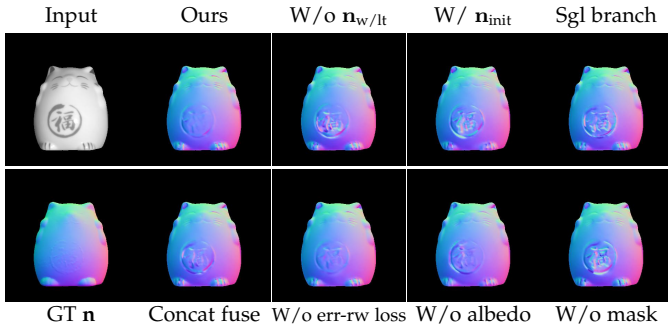 Input Ours W/o n_w/lt W/ n_init Sgl branch
福
GT n Concat fuse W/o err-rw loss W/o albedo W/o mask